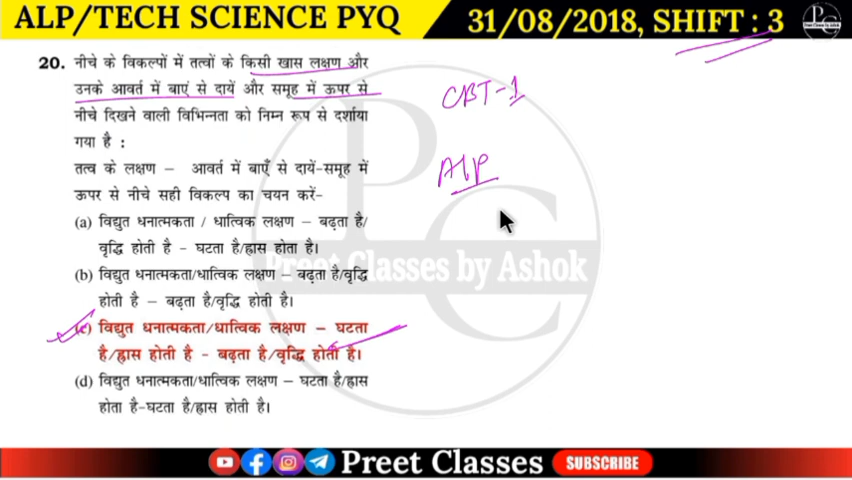 ALP/TECH SCIENCE PYQ
31/08/2018, SHIFT : 3
20. नीचे के विकल्पों में तत्वों के किसी खास लक्षण और
उनके आवर्त में बाएं से दायें और समूह में ऊपर से
नीचे दिखने वाली विभिन्नता को निम्न रूप से दर्शाया
गया है :
तत्व के लक्षण – आवर्त में बाएँ से दायें-समूह में
ऊपर से नीचे सही विकल्प का चयन करें-
(a) विद्युत धनात्मकता / धात्विक लक्षण – बढ़ता है/
वृद्धि होती है - घटता है/ह्रास होता है।
(b) विद्युत धनात्मकता/धात्विक लक्षण – बढ़ता है/वृद्धि
होती है – बढ़ता है/वृद्धि होती है।
(c) विद्युत धनात्मकता/धात्विक लक्षण – घटता
है/ह्रास होती है - बढ़ता है/वृद्धि होती है।
(d) विद्युत धनात्मकता/धात्विक लक्षण – घटता है/ह्रास
होता है-घटता है/ह्रास होती है।
CBT-1
Alp
Preet Classes by Ashok
Preet Classes
SUBSCRIBE